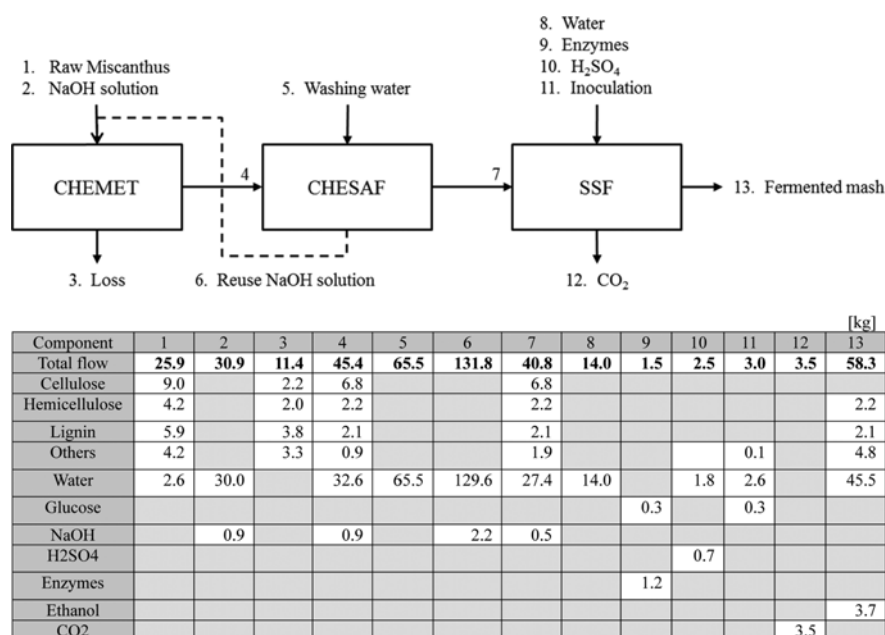 8. Water
9. Enzymes
10. H₂SO₄
11. Inoculation
1. Raw Miscanthus
2. NaOH solution
5. Washing water
CHEMET
4
CHESAF
7
SSF
13. Fermented mash
3. Loss
6. Reuse NaOH solution
12. CO₂
[kg]
Component 1 2 3 4 5 6 7 8 9 10 11 12 13
Total flow 25.9 30.9 11.4 45.4 65.5 131.8 40.8 14.0 1.5 2.5 3.0 3.5 58.3
Cellulose 9.0 2.2 6.8 6.8
Hemicellulose 4.2 2.0 2.2 2.2 2.2
Lignin 5.9 3.8 2.1 2.1 2.1
Others 4.2 3.3 0.9 1.9 0.1 4.8
Water 2.6 30.0 32.6 65.5 129.6 27.4 14.0 1.8 2.6 45.5
Glucose 0.3 0.3
NaOH 0.9 0.9 2.2 0.5
H2SO4 0.7
Enzymes 1.2
Ethanol 3.7
CO2 3.5